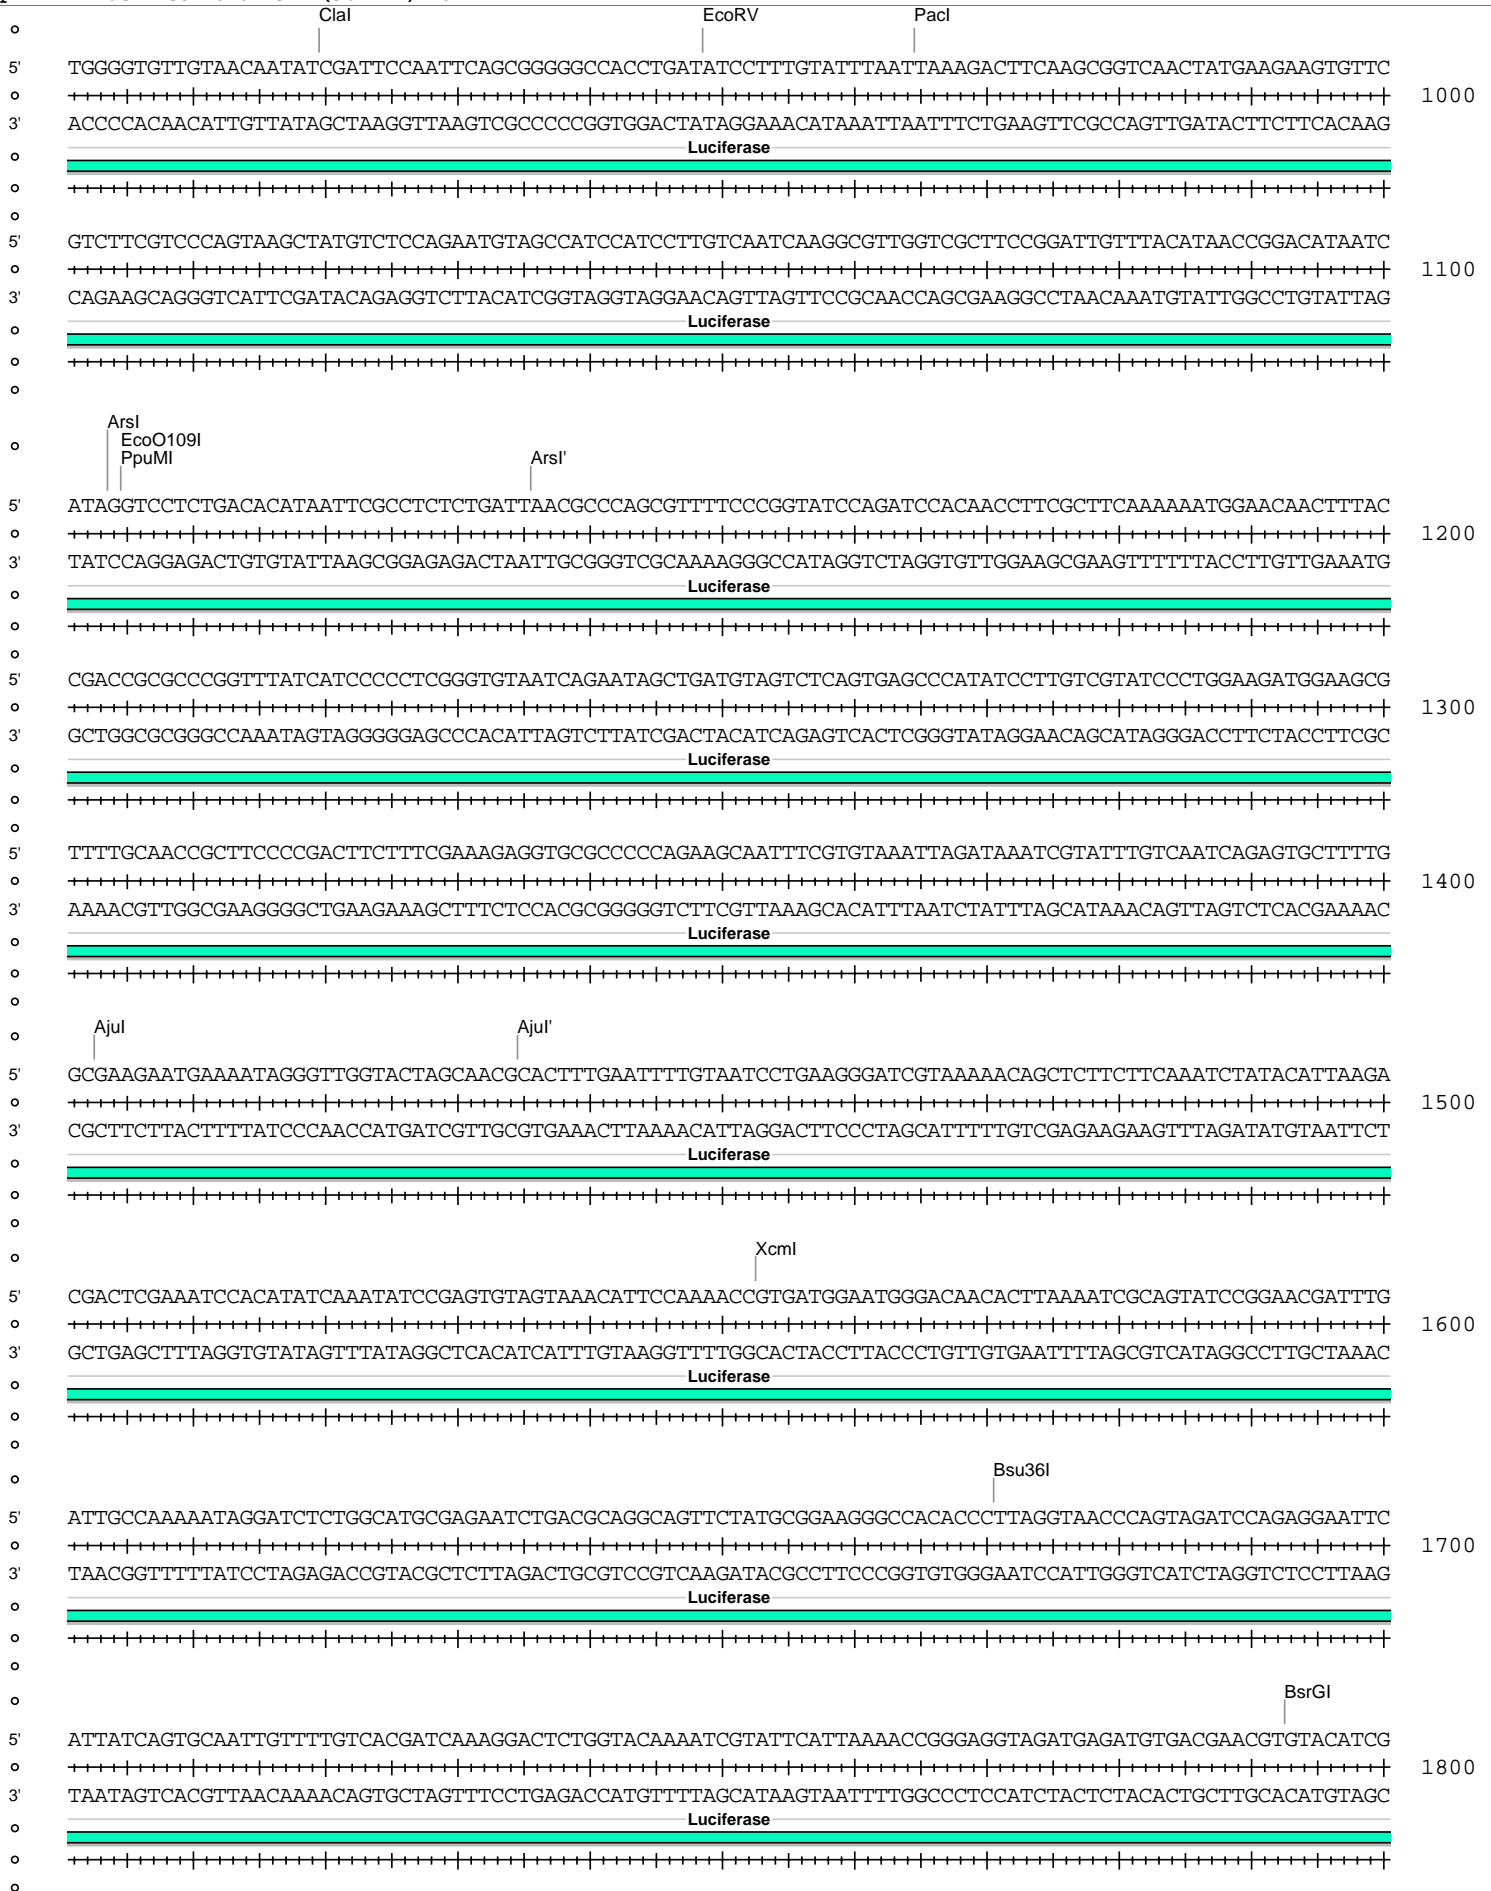 ClaI EcoRV PacI
5' TGGGGTGTTGTAACAATATCGATTCCAATTCAGCGGGGGCCACCTGATATCCTTTGTATTTAATTAAAGACTTCAAGCGGTCAACTATGAAGAAGTGTTC
1000
3' ACCCCACAACATTGTTATAGCTAAGGTTAAGTCGCCCCCGGTGGACTATAGGAAACATAAATTAATTTCTGAAGTTCGCCAGTTGATACTTCTTCACAAG
Luciferase
5' GTCTTCGTCCCAGTAAGCTATGTCTCCAGAATGTAGCCATCCATCCTTGTCAATCAAGGCGTTGGTCGCTTCCGGATTGTTTACATAACCGGACATAATC
1100
3' CAGAAGCAGGGTCATTCGATACAGAGGTCTTACATCGGTAGGTAGGAACAGTTAGTTCCGCAACCAGCGAAGGCCTAACAAATGTATTGGCCTGTATTAG
Luciferase
ArsI
EcoO109I
PpuMI ArsI'
5' ATAGGTCCTCTGACACATAATTCGCCTCTCTGATTAACGCCCAGCGTTTTCCCGGTATCCAGATCCACAACCTTCGCTTCAAAAAATGGAACAACTTTAC
1200
3' TATCCAGGAGACTGTGTATTAAGCGGAGAGACTAATTGCGGGTCGCAAAAGGGCCATAGGTCTAGGTGTTGGAAGCGAAGTTTTTTACCTTGTTGAAATG
Luciferase
5' CGACCGCGCCCGGTTTATCATCCCCCTCGGGTGTAATCAGAATAGCTGATGTAGTCTCAGTGAGCCCATATCCTTGTCGTATCCCTGGAAGATGGAAGCG
1300
3' GCTGGCGCGGGCCAAATAGTAGGGGGAGCCCACATTAGTCTTATCGACTACATCAGAGTCACTCGGGTATAGGAACAGCATAGGGACCTTCTACCTTCGC
Luciferase
5' TTTTGCAACCGCTTCCCCGACTTCTTTCGAAAGAGGTGCGCCCCCAGAAGCAATTTCGTGTAAATTAGATAAATCGTATTTGTCAATCAGAGTGCTTTTG
1400
3' AAAACGTTGGCGAAGGGGCTGAAGAAAGCTTTCTCCACGCGGGGGTCTTCGTTAAAGCACATTTAATCTATTTAGCATAAACAGTTAGTCTCACGAAAAC
Luciferase
AjuI AjuI'
5' GCGAAGAATGAAAATAGGGTTGGTACTAGCAACGCACTTTGAATTTTGTAATCCTGAAGGGATCGTAAAAACAGCTCTTCTTCAAATCTATACATTAAGA
1500
3' CGCTTCTTACTTTTATCCCAACCATGATCGTTGCGTGAAACTTAAAACATTAGGACTTCCCTAGCATTTTTGTCGAGAAGAAGTTTAGATATGTAATTCT
Luciferase
XcmI
5' CGACTCGAAATCCACATATCAAATATCCGAGTGTAGTAAACATTCCAAAACCGTGATGGAATGGGACAACACTTAAAATCGCAGTATCCGGAACGATTTG
1600
3' GCTGAGCTTTAGGTGTATAGTTTATAGGCTCACATCATTTGTAAGGTTTTGGCACTACCTTACCCTGTTGTGAATTTTAGCGTCATAGGCCTTGCTAAAC
Luciferase
Bsu36I
5' ATTGCCAAAAATAGGATCTCTGGCATGCGAGAATCTGACGCAGGCAGTTCTATGCGGAAGGGCCACACCCTTAGGTAACCCAGTAGATCCAGAGGAATTC
1700
3' TAACGGTTTTTATCCTAGAGACCGTACGCTCTTAGACTGCGTCCGTCAAGATACGCCTTCCCGGTGTGGGAATCCATTGGGTCATCTAGGTCTCCTTAAG
Luciferase
BsrGI
5' ATTATCAGTGCAATTGTTTTGTCACGATCAAAGGACTCTGGTACAAAATCGTATTCATTAAAACCGGGAGGTAGATGAGATGTGACGAACGTGTACATCG
1800
3' TAATAGTCACGTTAACAAAACAGTGCTAGTTTCCTGAGACCATGTTTTAGCATAAGTAATTTTGGCCCTCCATCTACTCTACACTGCTTGCACATGTAGC
Luciferase